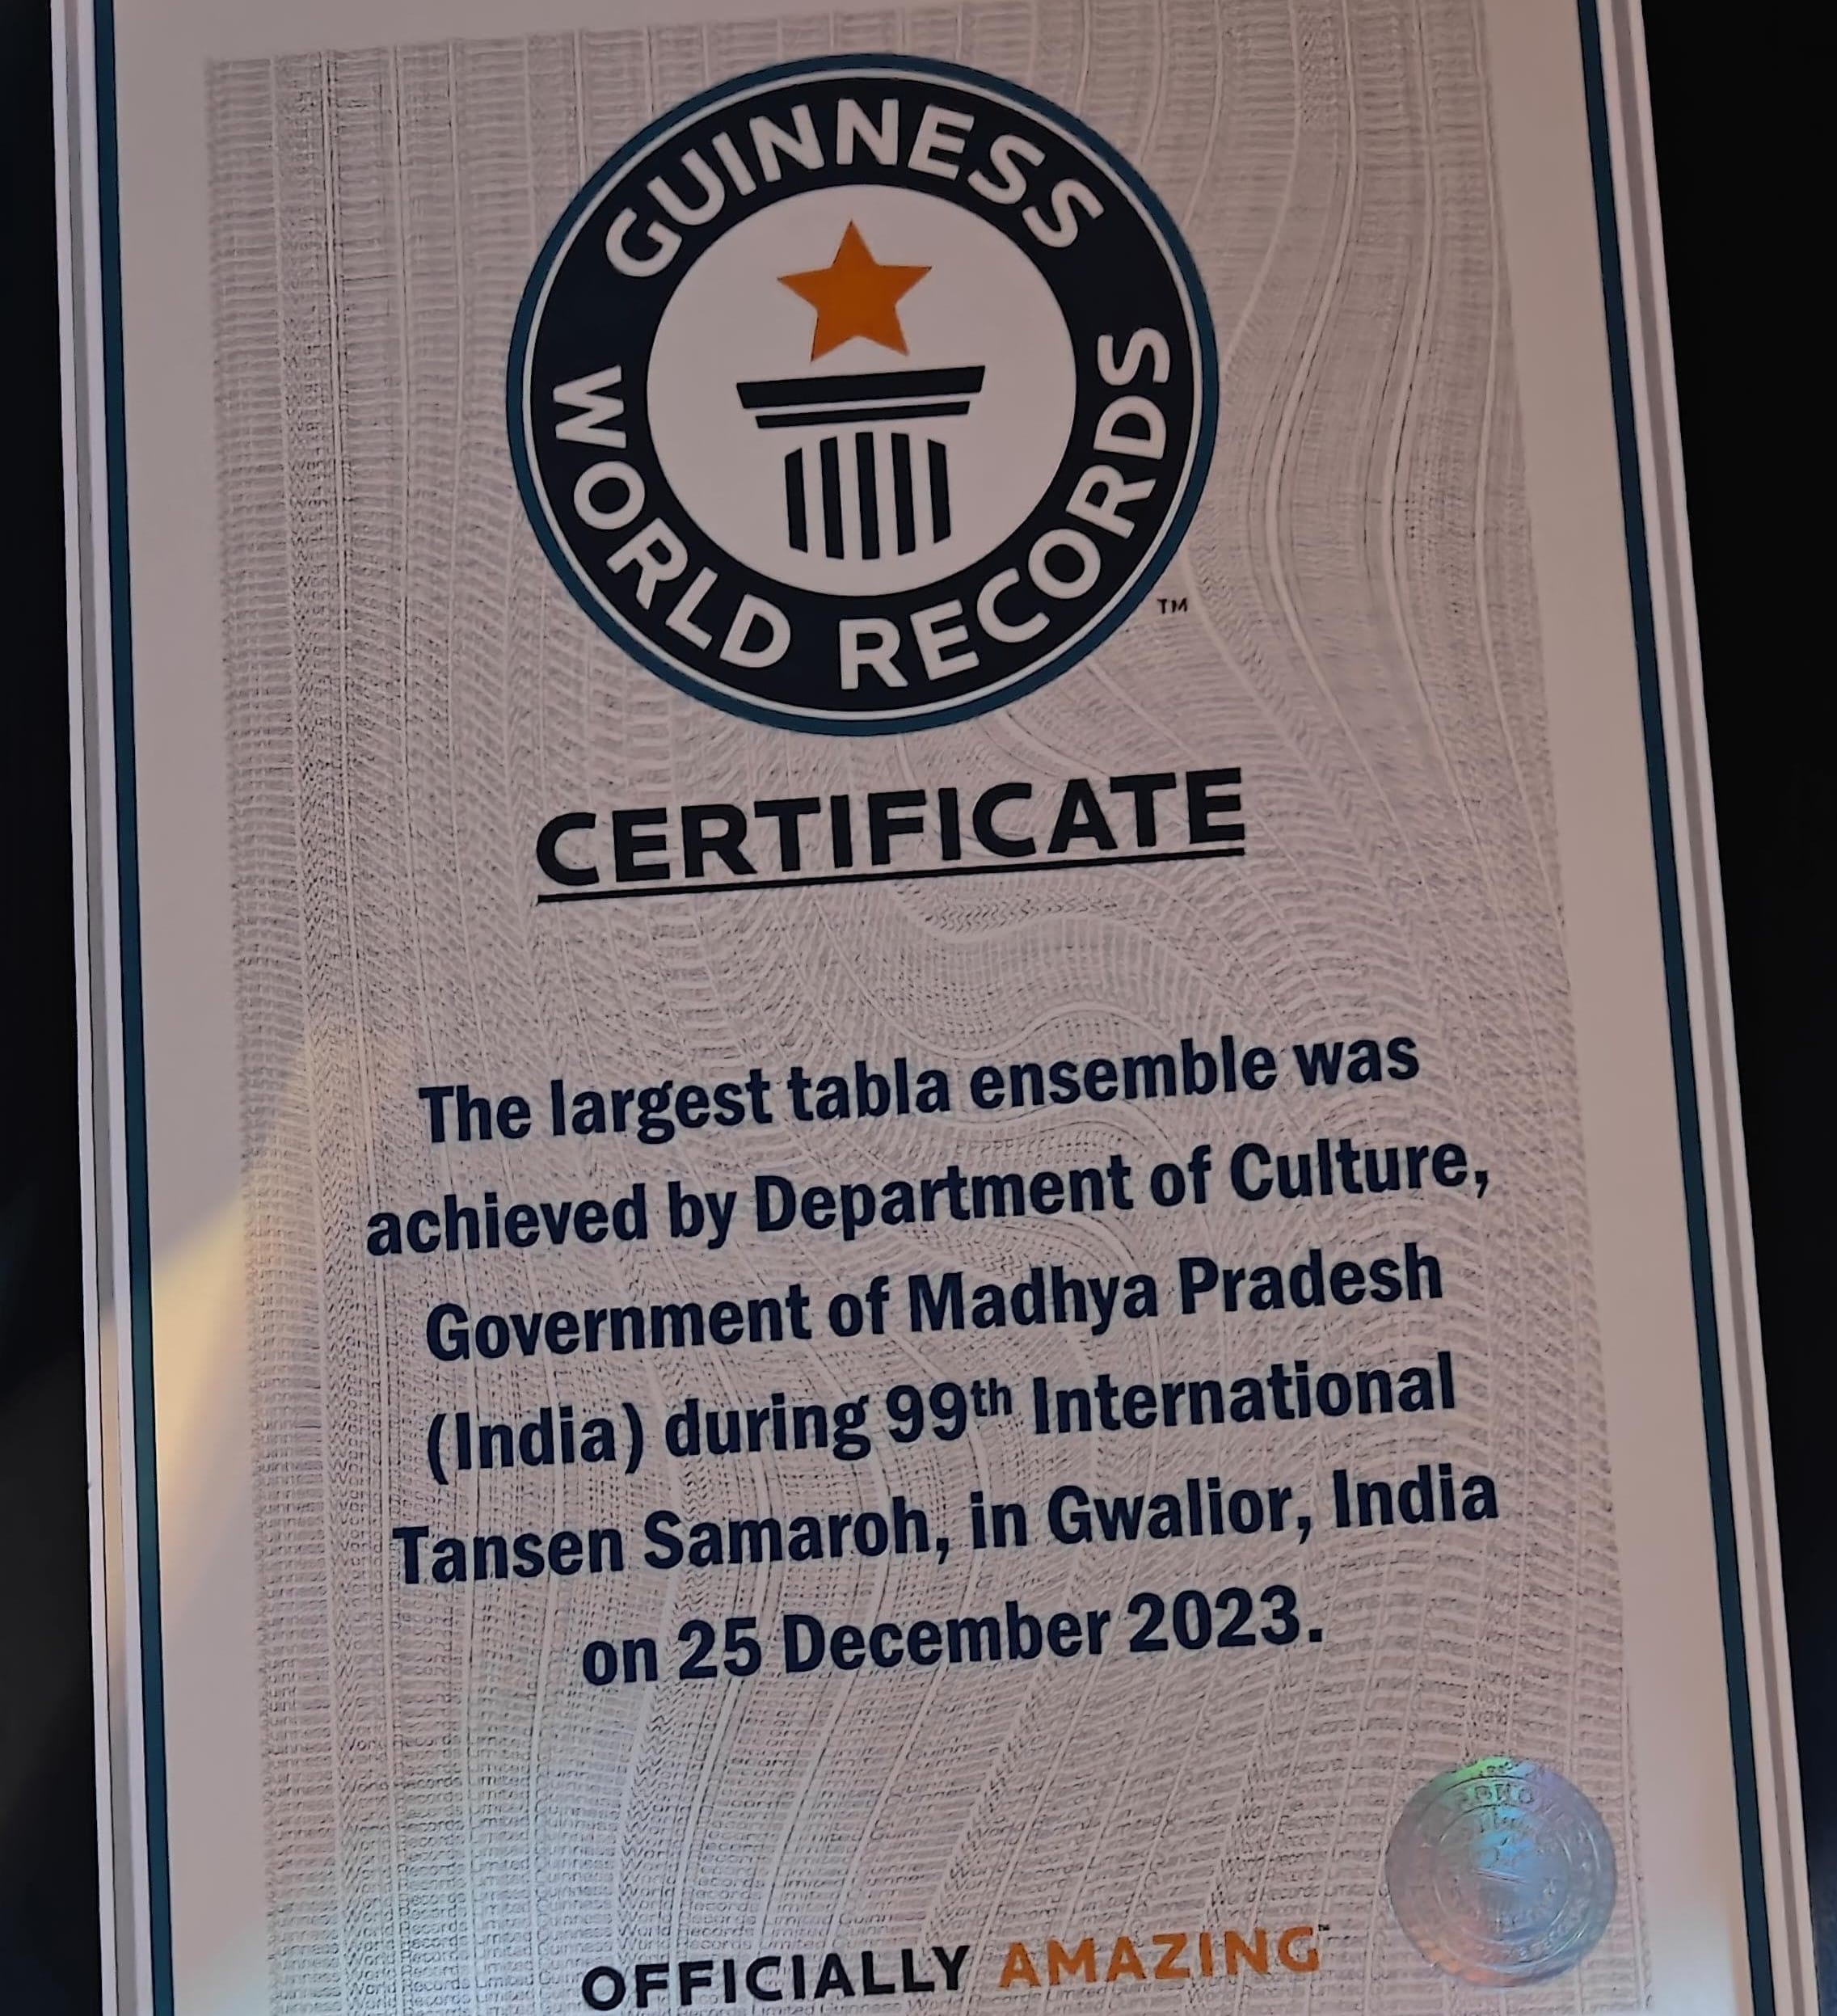 GUINNESS
WORLD RECORDS
TM
CERTIFICATE
The largest tabla ensemble was
achieved by Department of Culture,
Government of Madhya Pradesh
(India) during 99th International
Tansen Samaroh, in Gwalior, India
on 25 December 2023.
OFFICIALLY AMAZING™